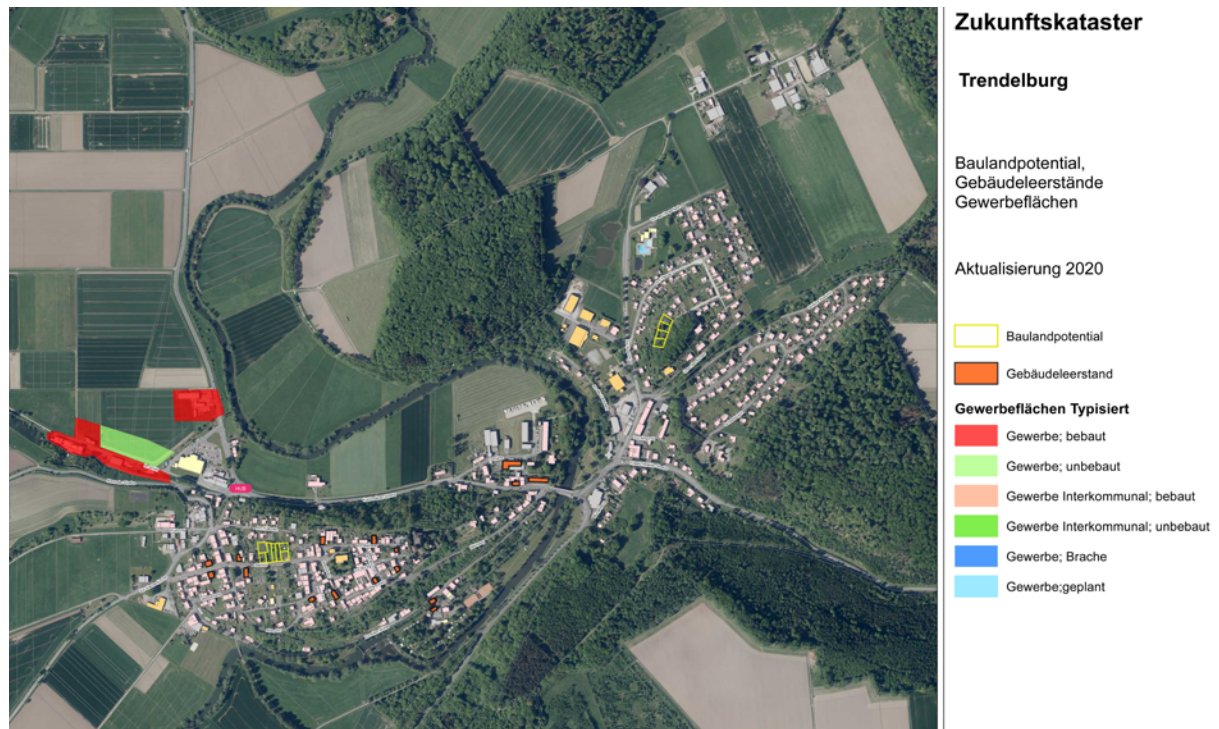 Zukunftskataster
Trendelburg
Baulandpotential,
Gebäudeleerstände
Gewerbeflächen
Aktualisierung 2020
Baulandpotential
Gebäudeleerstand
Gewerbeflächen Typisiert
Gewerbe; bebaut
Gewerbe; unbebaut
Gewerbe Interkommunal; bebaut
Gewerbe Interkommunal; unbebaut
Gewerbe; Brache
Gewerbe;geplant